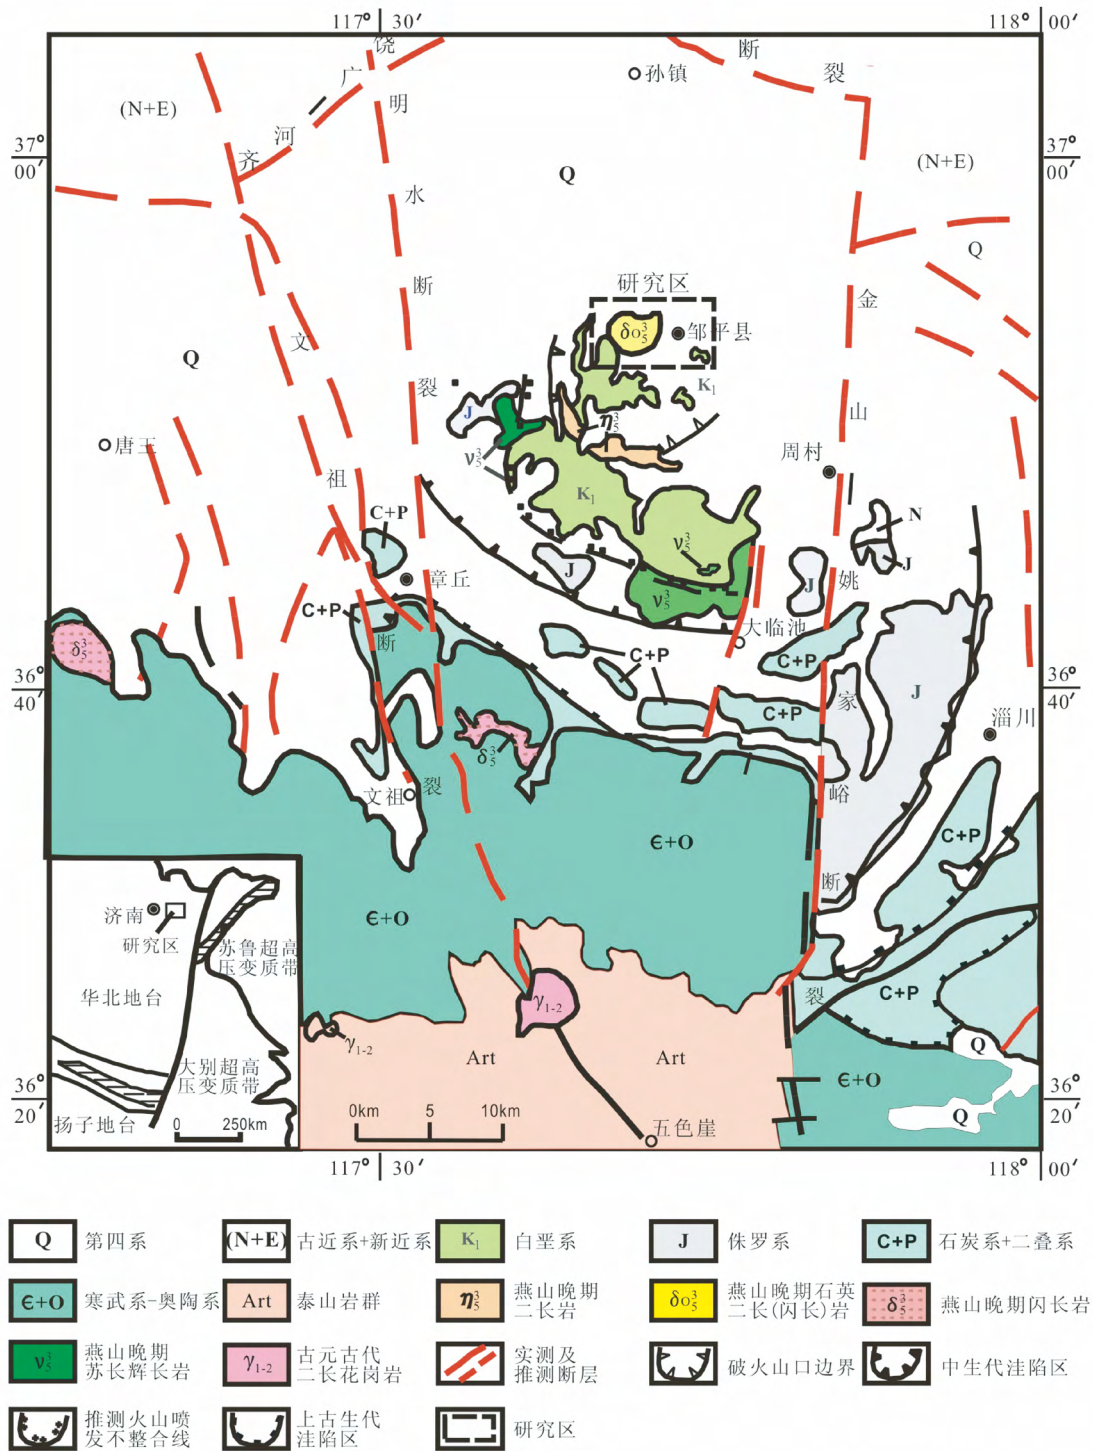 117° 30′
118° 00′
饶
广
断
裂
孙镇
(N+E)
明
河
37°
00′
37°
00′
齐
(N+E)
Q
水
Q
断
研究区
金
文
δο₅³
邹平县
Q
裂
K₁
J
η₅³
山
唐王
周村
ν₅³
祖
K₁
C+P
N
ν₅³
J
J
J
章丘
姚
C+P
ν₅³
大临池
断
δ₅³
C+P
C+P
36°
40′
36°
40′
家
J
C+P
淄川
δ₅³
文祖
裂
峪
Є+O
C+P
断
济南
研究区
Є+O
苏鲁超高
压变质带
华北地台
C+P
裂
γ₁₋₂
γ₁₋₂
Art
Art
Q
大别超高
压变质带
Є+O
36°
20′
36°
20′
0km 5 10km
扬子地台
0 250km
五色崖
Q
117° 30′
118° 00′
Q 第四系
(N+E) 古近系+新近系
K₁ 白垩系
J 侏罗系
C+P 石炭系+二叠系
Є+O 寒武系-奥陶系
Art 泰山岩群
η₅³ 燕山晚期
二长岩
δο₅³ 燕山晚期石英
二长(闪长)岩
δ₅³ 燕山晚期闪长岩
ν₅³ 燕山晚期
苏长辉长岩
γ₁₋₂ 古元古代
二长花岗岩
实测及
推测断层
破火山口边界
中生代洼陷区
推测火山喷
发不整合线
上古生代
洼陷区
研究区